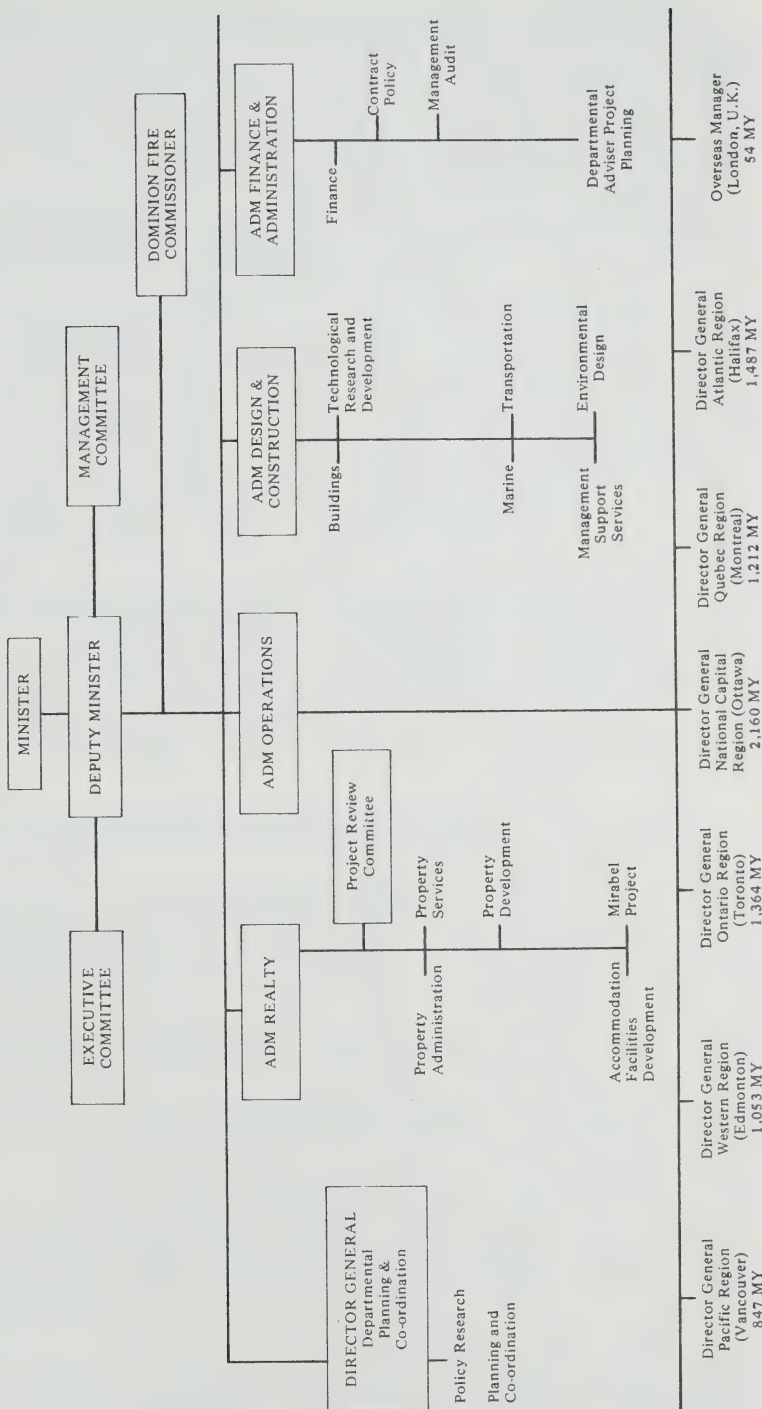 MINISTER
EXECUTIVE
COMMITTEE
DEPUTY MINISTER
MANAGEMENT
COMMITTEE
DOMINION FIRE
COMMISSIONER
DIRECTOR GENERAL
Departmental
Planning &
Co-ordination
Policy Research
Planning and
Co-ordination
ADM REALTY
Project Review
Committee
Property
Administration
Property
Services
Property
Development
Accommodation
Facilities
Development
Mirabel
Project
ADM OPERATIONS
ADM DESIGN &
CONSTRUCTION
Buildings
Technological
Research and
Development
Marine
Transportation
Management
Support
Services
Environmental
Design
ADM FINANCE &
ADMINISTRATION
Finance
Contract
Policy
Management
Audit
Departmental
Adviser Project
Planning
Director General
Pacific Region
(Vancouver)
847 MY
Director General
Western Region
(Edmonton)
1,053 MY
Director General
Ontario Region
(Toronto)
1,364 MY
Director General
National Capital
Region (Ottawa)
2,160 MY
Director General
Quebec Region
(Montreal)
1,212 MY
Director General
Atlantic Region
(Halifax)
1,487 MY
Overseas Manager
(London, U.K.)
54 MY